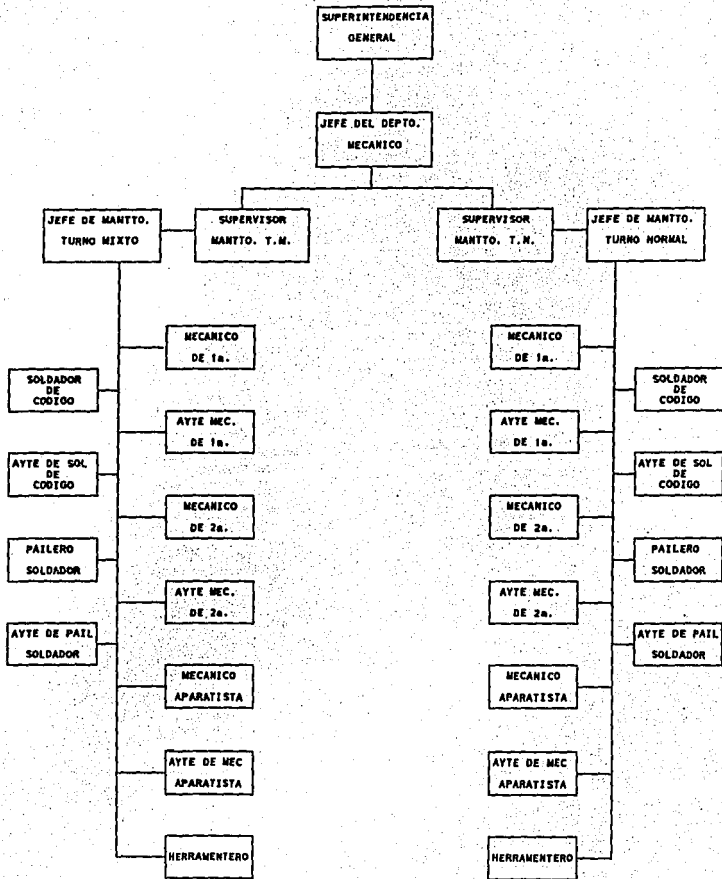 SUPERINTENDENCIA
GENERAL
JEFE DEL DEPTO.
MECANICO
JEFE DE MANTTO.
TURNO MIXTO
SUPERVISOR
MANTTO. T.M.
SUPERVISOR
MANTTO. T.N.
JEFE DE MANTTO.
TURNO NORMAL
MECANICO
DE 1a.
MECANICO
DE 1a.
SOLDADOR
DE
CODIGO
SOLDADOR
DE
CODIGO
AYTE MEC.
DE 1a.
AYTE MEC.
DE 1a.
AYTE DE SOL
DE
CODIGO
AYTE DE SOL
DE
CODIGO
MECANICO
DE 2a.
MECANICO
DE 2a.
PAILERO
SOLDADOR
PAILERO
SOLDADOR
AYTE MEC.
DE 2a.
AYTE MEC.
DE 2a.
AYTE DE PAIL
SOLDADOR
AYTE DE PAIL
SOLDADOR
MECANICO
APARATISTA
MECANICO
APARATISTA
AYTE DE MEC
APARATISTA
AYTE DE MEC
APARATISTA
HERRAMENTERO
HERRAMENTERO